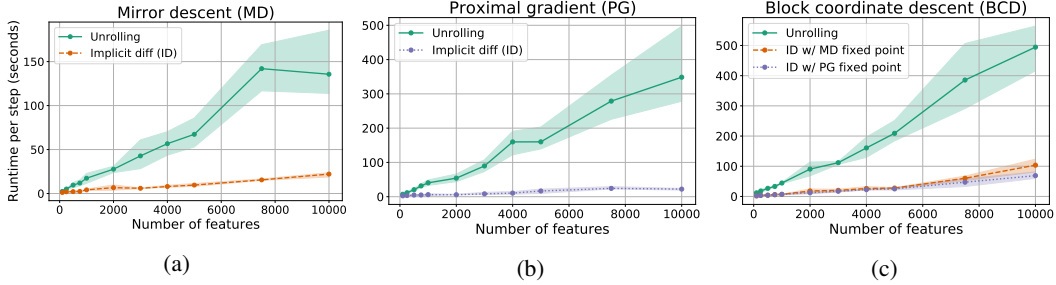 Mirror descent (MD)
Unrolling
Implicit diff (ID)
Runtime per step (seconds)
150
100
50
0
0 2000 4000 6000 8000 10000
Number of features
(a)
Proximal gradient (PG)
Unrolling
Implicit diff (ID)
500
400
300
200
100
0
0 2000 4000 6000 8000 10000
Number of features
(b)
Block coordinate descent (BCD)
Unrolling
ID w/ MD fixed point
ID w/ PG fixed point
500
400
300
200
100
0
0 2000 4000 6000 8000 10000
Number of features
(c)